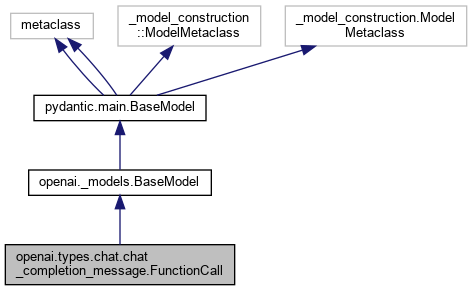 metaclass
_model_construction
::ModelMetaclass
_model_construction.Model
Metaclass
pydantic.main.BaseModel
openai._models.BaseModel
openai.types.chat.chat
_completion_message.FunctionCall